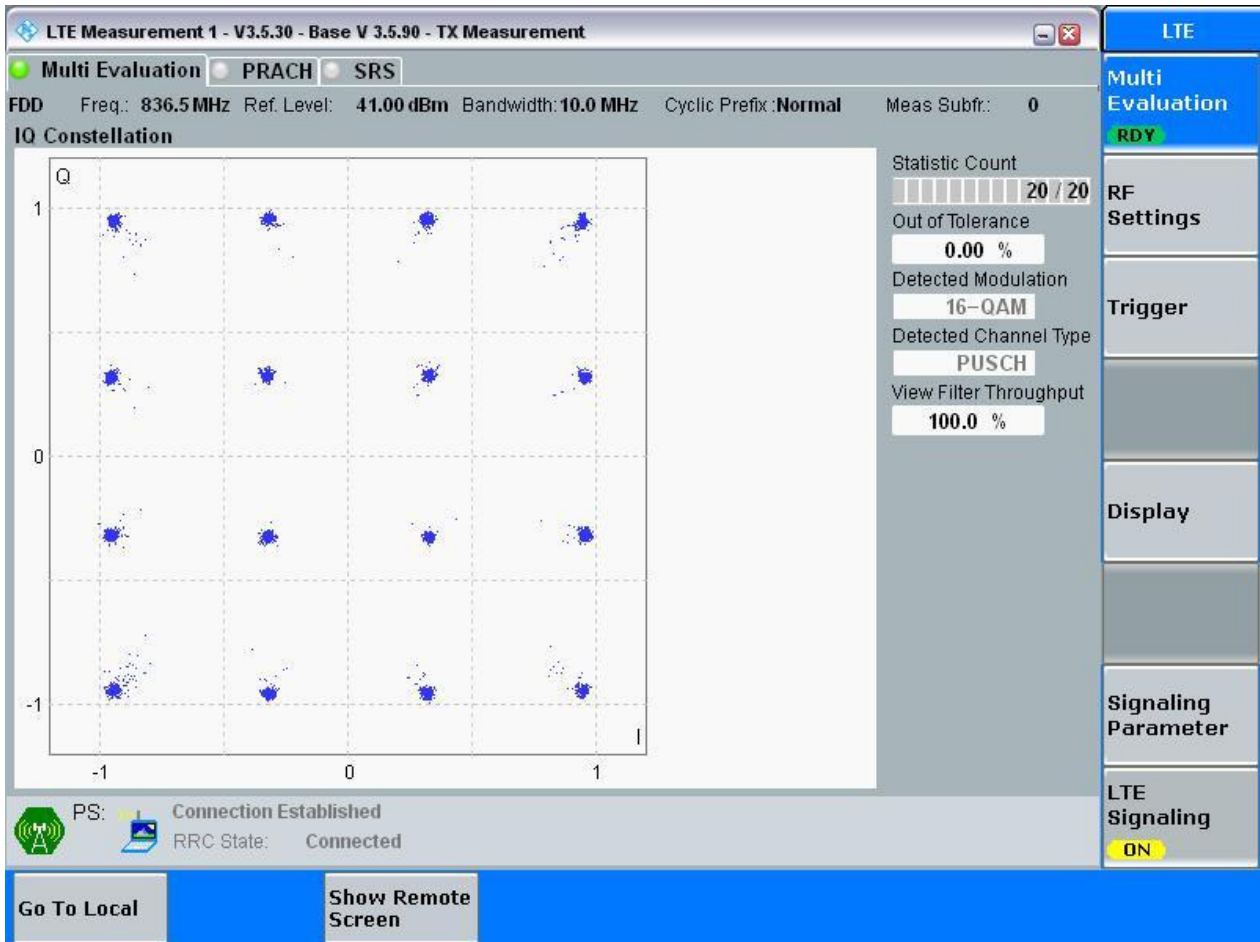 LTE Measurement 1 - V3.5.30 - Base V 3.5.90 - TX Measurement
LTE
Multi Evaluation PRACH SRS
FDD Freq.: 836.5 MHz Ref. Level: 41.00 dBm Bandwidth: 10.0 MHz Cyclic Prefix :Normal Meas Subfr.: 0
IQ Constellation
Q
1
0
-1
I
-1 0 1
Statistic Count
20 / 20
Out of Tolerance
0.00 %
Detected Modulation
16-QAM
Detected Channel Type
PUSCH
View Filter Throughput
100.0 %
Multi
Evaluation
RDY
RF
Settings
Trigger
Display
Signaling
Parameter
LTE
Signaling
ON
PS: Connection Established
RRC State: Connected
Go To Local
Show Remote
Screen